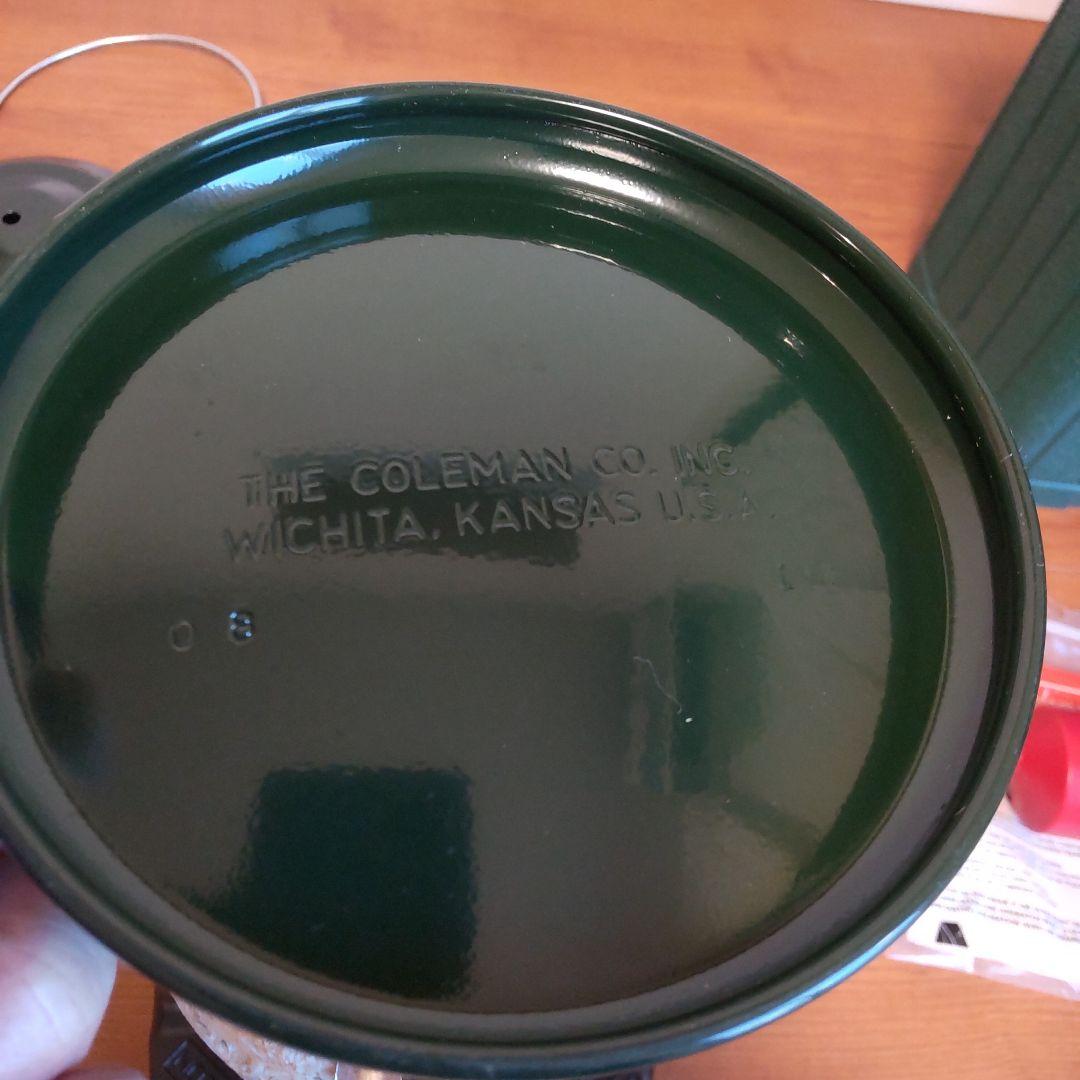 THE COLEMAN CO. INC.
WICHITA, KANSAS U.S.A.
0 8